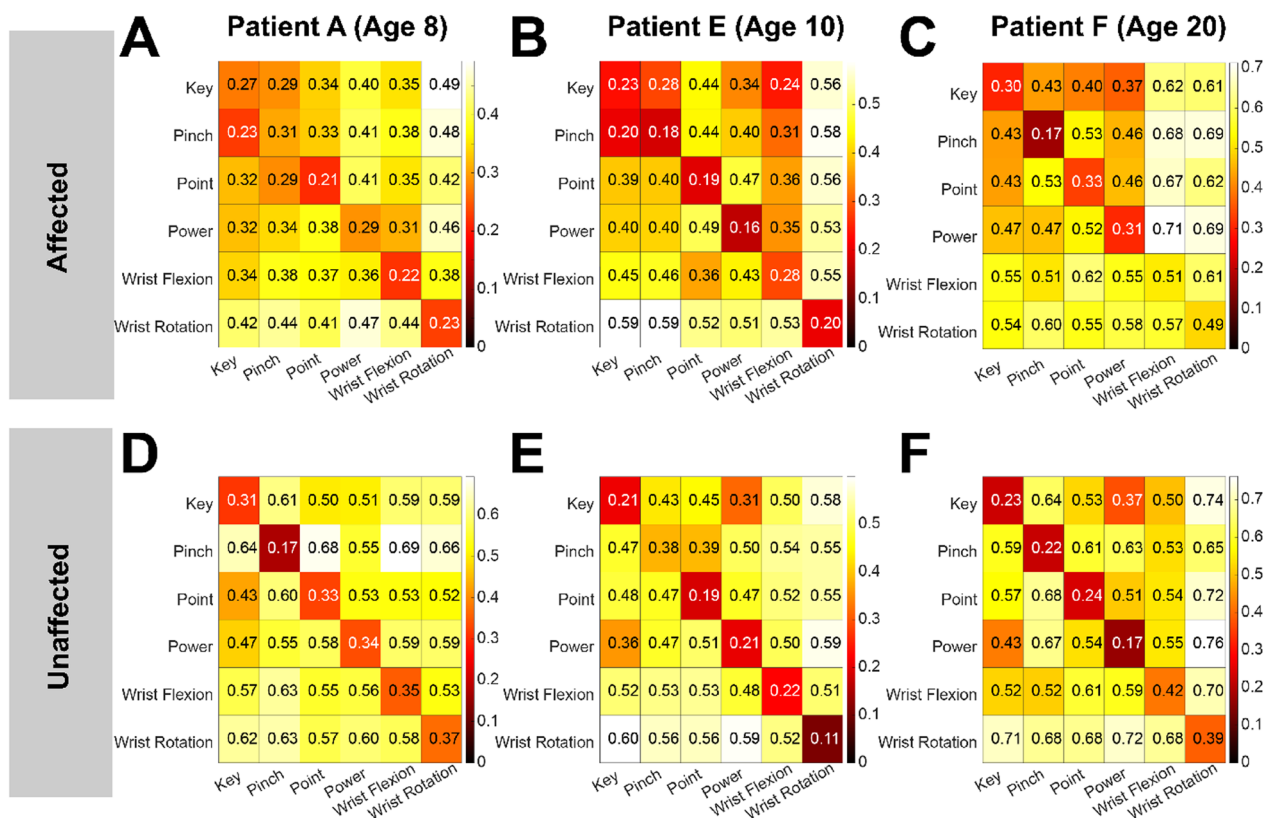 A Patient A (Age 8) B Patient E (Age 10) C Patient F (Age 20)
Affected
Key 0.27 0.29 0.34 0.40 0.35 0.49
Pinch 0.23 0.31 0.33 0.41 0.38 0.48
Point 0.32 0.29 0.21 0.41 0.35 0.42
Power 0.32 0.34 0.38 0.29 0.31 0.46
Wrist Flexion 0.34 0.38 0.37 0.36 0.22 0.38
Wrist Rotation 0.42 0.44 0.41 0.47 0.44 0.23
Key Pinch Point Power Wrist Flexion Wrist Rotation
0.4
0.3
0.2
0.1
0
Key 0.23 0.28 0.44 0.34 0.24 0.56
Pinch 0.20 0.18 0.44 0.40 0.31 0.58
Point 0.39 0.40 0.19 0.47 0.36 0.56
Power 0.40 0.40 0.49 0.16 0.35 0.53
Wrist Flexion 0.45 0.46 0.36 0.43 0.28 0.55
Wrist Rotation 0.59 0.59 0.52 0.51 0.53 0.20
Key Pinch Point Power Wrist Flexion Wrist Rotation
0.5
0.4
0.3
0.2
0.1
0
Key 0.30 0.43 0.40 0.37 0.62 0.61
Pinch 0.43 0.17 0.53 0.46 0.68 0.69
Point 0.43 0.53 0.33 0.46 0.67 0.62
Power 0.47 0.47 0.52 0.31 0.71 0.69
Wrist Flexion 0.55 0.51 0.62 0.55 0.51 0.61
Wrist Rotation 0.54 0.60 0.55 0.58 0.57 0.49
Key Pinch Point Power Wrist Flexion Wrist Rotation
0.7
0.6
0.5
0.4
0.3
0.2
0.1
0
Unaffected
D
Key 0.31 0.61 0.50 0.51 0.59 0.59
Pinch 0.64 0.17 0.68 0.55 0.69 0.66
Point 0.43 0.60 0.33 0.53 0.53 0.52
Power 0.47 0.55 0.58 0.34 0.59 0.59
Wrist Flexion 0.57 0.63 0.55 0.56 0.35 0.53
Wrist Rotation 0.62 0.63 0.57 0.60 0.58 0.37
Key Pinch Point Power Wrist Flexion Wrist Rotation
0.6
0.5
0.4
0.3
0.2
0.1
0
E
Key 0.21 0.43 0.45 0.31 0.50 0.58
Pinch 0.47 0.38 0.39 0.50 0.54 0.55
Point 0.48 0.47 0.19 0.47 0.52 0.55
Power 0.36 0.47 0.51 0.21 0.50 0.59
Wrist Flexion 0.52 0.53 0.53 0.48 0.22 0.51
Wrist Rotation 0.60 0.56 0.56 0.59 0.52 0.11
Key Pinch Point Power Wrist Flexion Wrist Rotation
0.5
0.4
0.3
0.2
0.1
0
F
Key 0.23 0.64 0.53 0.37 0.50 0.74
Pinch 0.59 0.22 0.61 0.63 0.53 0.65
Point 0.57 0.68 0.24 0.51 0.54 0.72
Power 0.43 0.67 0.54 0.17 0.55 0.76
Wrist Flexion 0.52 0.52 0.61 0.59 0.42 0.70
Wrist Rotation 0.71 0.68 0.68 0.72 0.68 0.39
Key Pinch Point Power Wrist Flexion Wrist Rotation
0.7
0.6
0.5
0.4
0.3
0.2
0.1
0